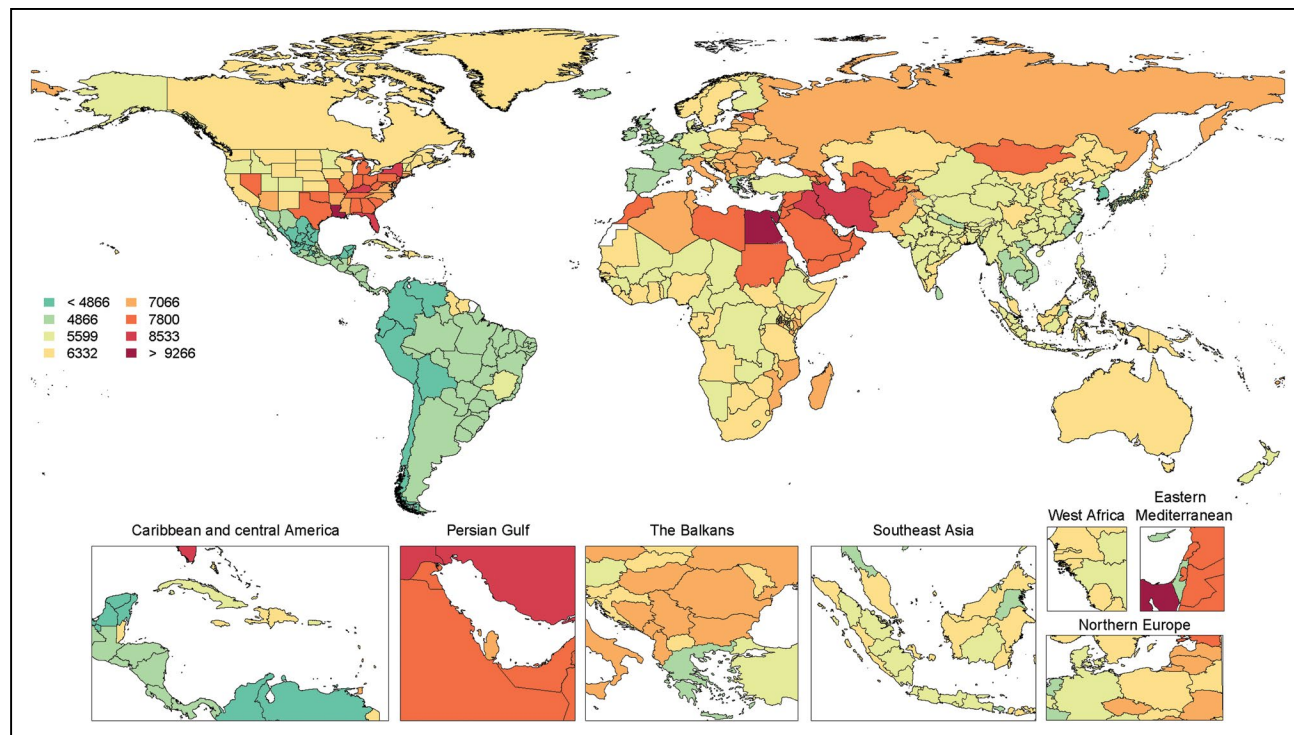 < 4866
4866
5599
6332
7066
7800
8533
> 9266
Caribbean and central America
Persian Gulf
The Balkans
Southeast Asia
West Africa
Eastern
Mediterranean
Northern Europe